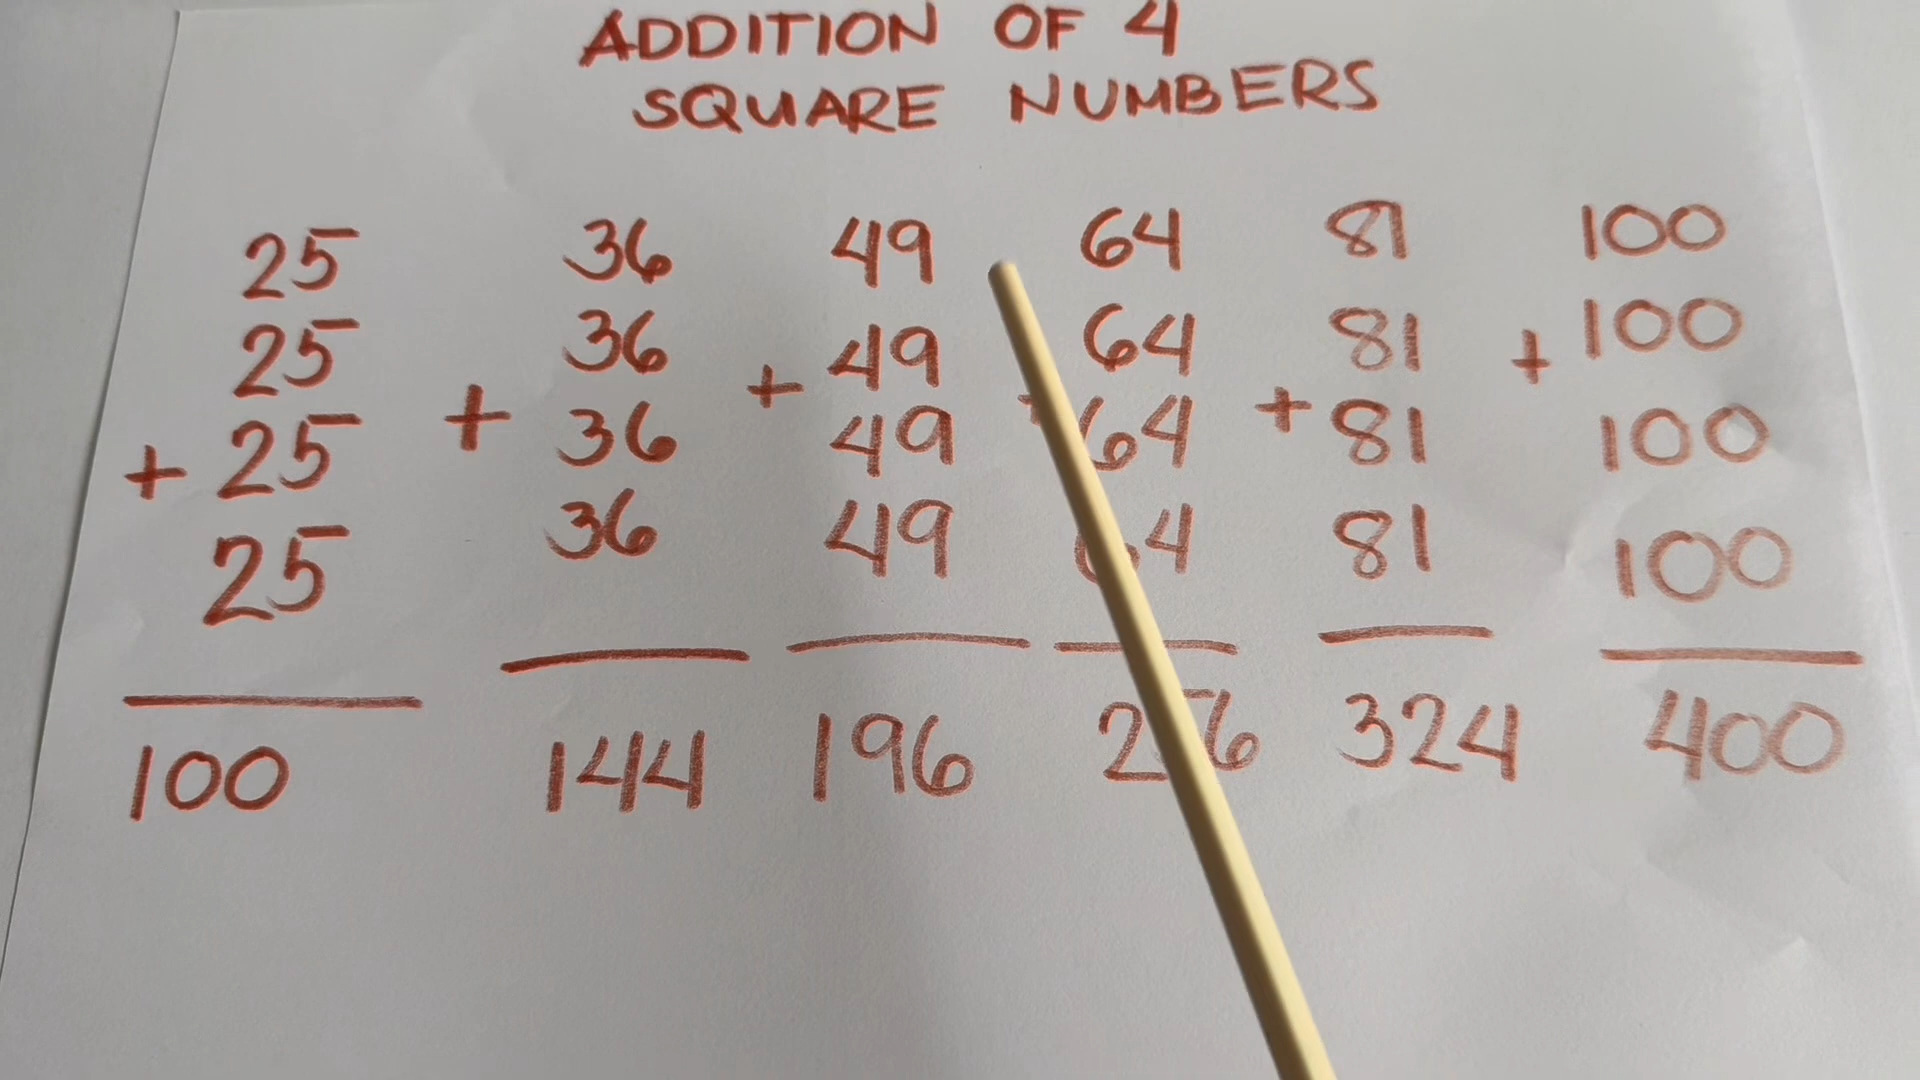 ADDITION OF 4
SQUARE NUMBERS
25 36 49 64 81 100
25 36 + 49 64 81 + 100
+ 25 + 36 49 64 + 81 100
25 36 49 81 100
100 144 196 324 400